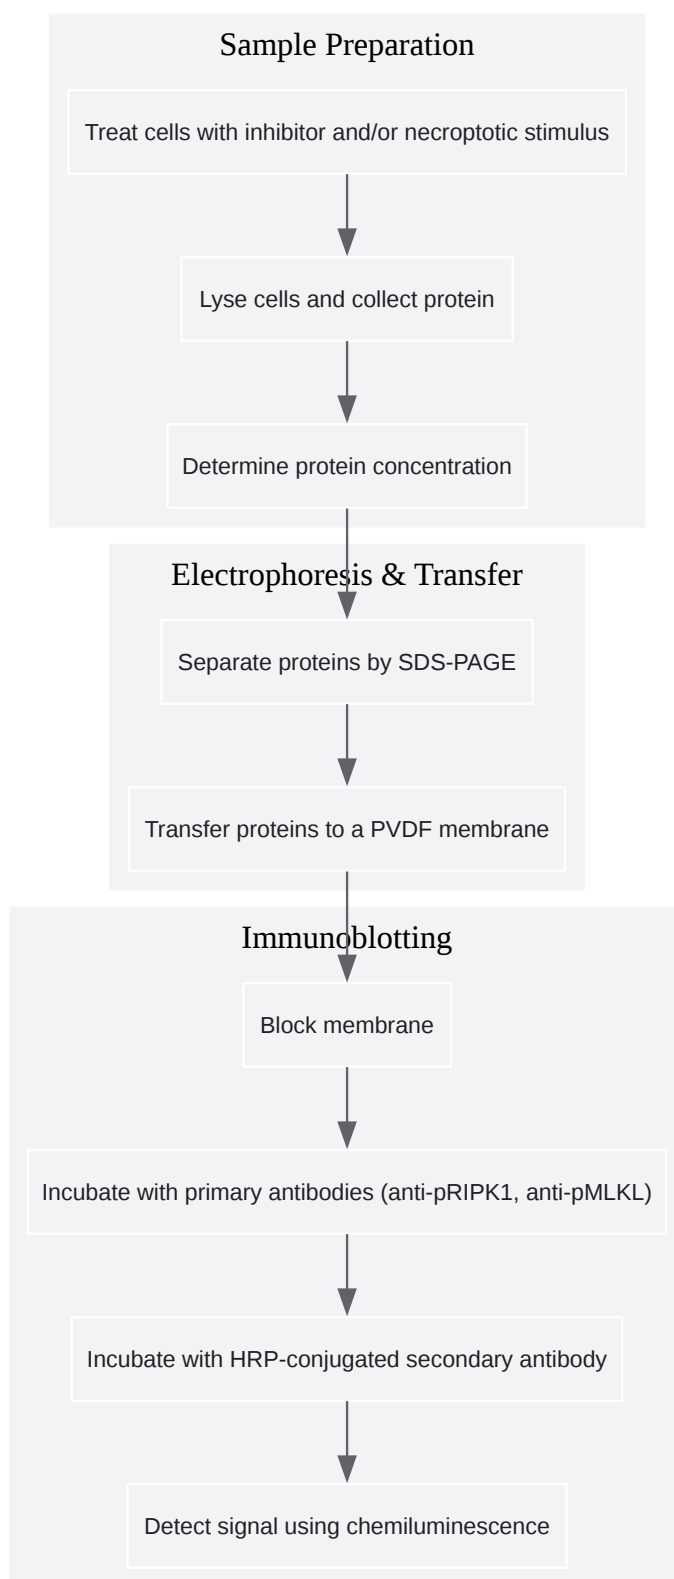 Sample Preparation
Treat cells with inhibitor and/or necroptotic stimulus
Lyse cells and collect protein
Determine protein concentration
Electrophoresis & Transfer
Separate proteins by SDS-PAGE
Transfer proteins to a PVDF membrane
Immunoblotting
Block membrane
Incubate with primary antibodies (anti-pRIPK1, anti-pMLKL)
Incubate with HRP-conjugated secondary antibody
Detect signal using chemiluminescence